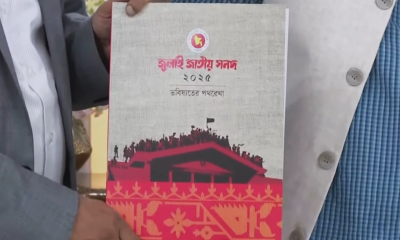 জুলাই জাতীয় সনদ
২০২৫
ভবিষ্যতের পথরেখা